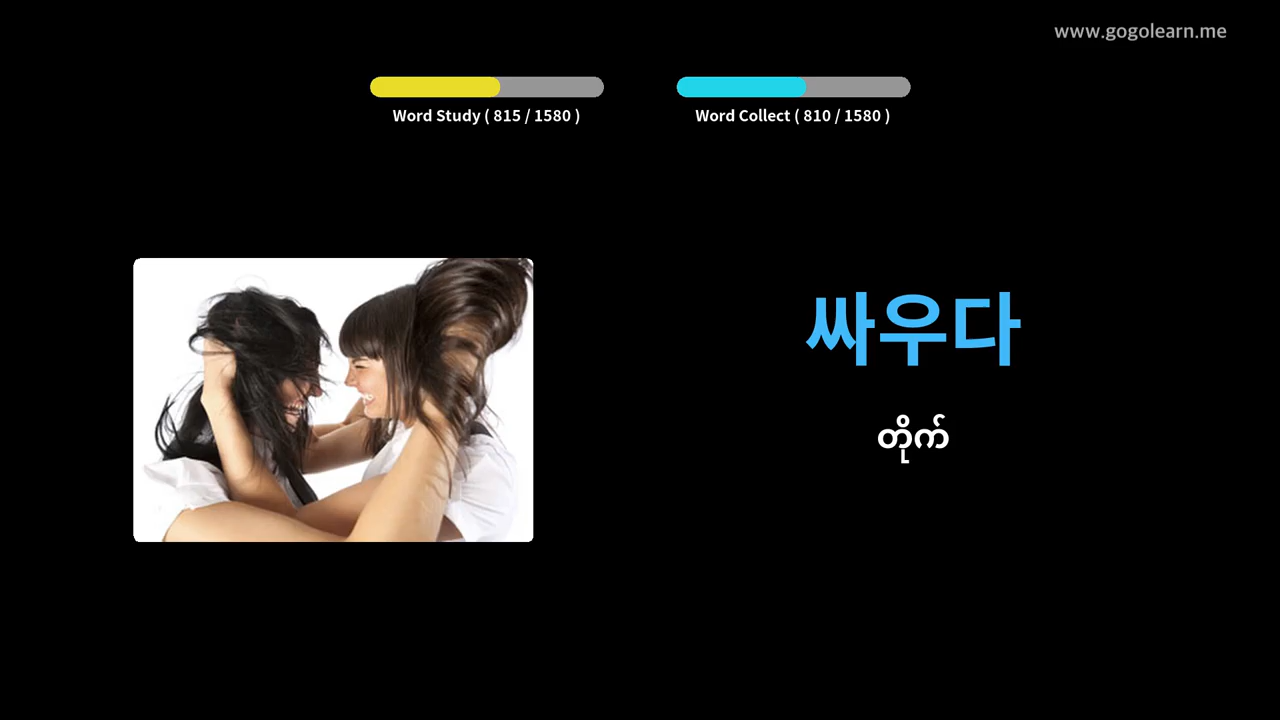 www.gogolearn.me
Word Study ( 815 / 1580 )
Word Collect ( 810 / 1580 )
싸우다
တိုက်